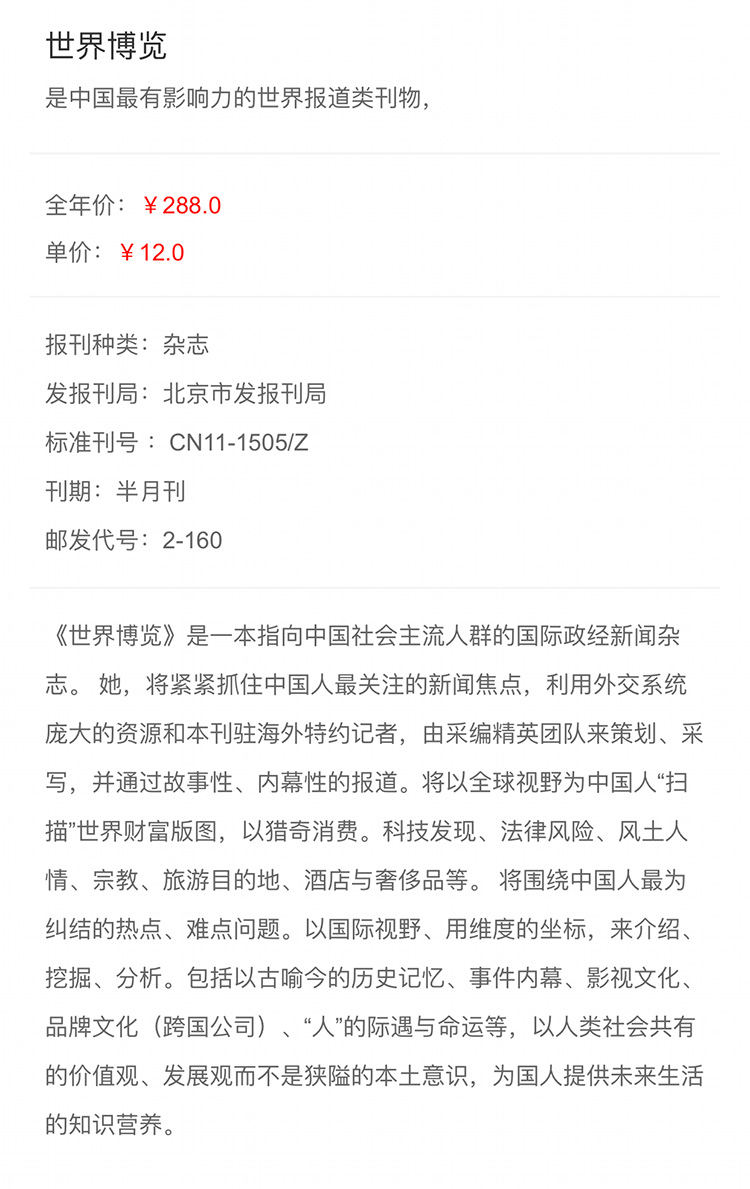 世界博览
是中国最有影响力的世界报道类刊物，
全年价：￥288.0
单价：￥12.0
报刊种类：杂志
发报刊局：北京市发报刊局
标准刊号 ：CN11-1505/Z
刊期：半月刊
邮发代号：2-160
《世界博览》是一本指向中国社会主流人群的国际政经新闻杂
志。 她，将紧紧抓住中国人最关注的新闻焦点，利用外交系统
庞大的资源和本刊驻海外特约记者，由采编精英团队来策划、采
写，并通过故事性、内幕性的报道。将以全球视野为中国人“扫
描”世界财富版图，以猎奇消费。科技发现、法律风险、风土人
情、宗教、旅游目的地、酒店与奢侈品等。 将围绕中国人最为
纠结的热点、难点问题。以国际视野、用维度的坐标，来介绍、
挖掘、分析。包括以古喻今的历史记忆、事件内幕、影视文化、
品牌文化（跨国公司）、“人”的际遇与命运等，以人类社会共有
的价值观、发展观而不是狭隘的本土意识，为国人提供未来生活
的知识营养。